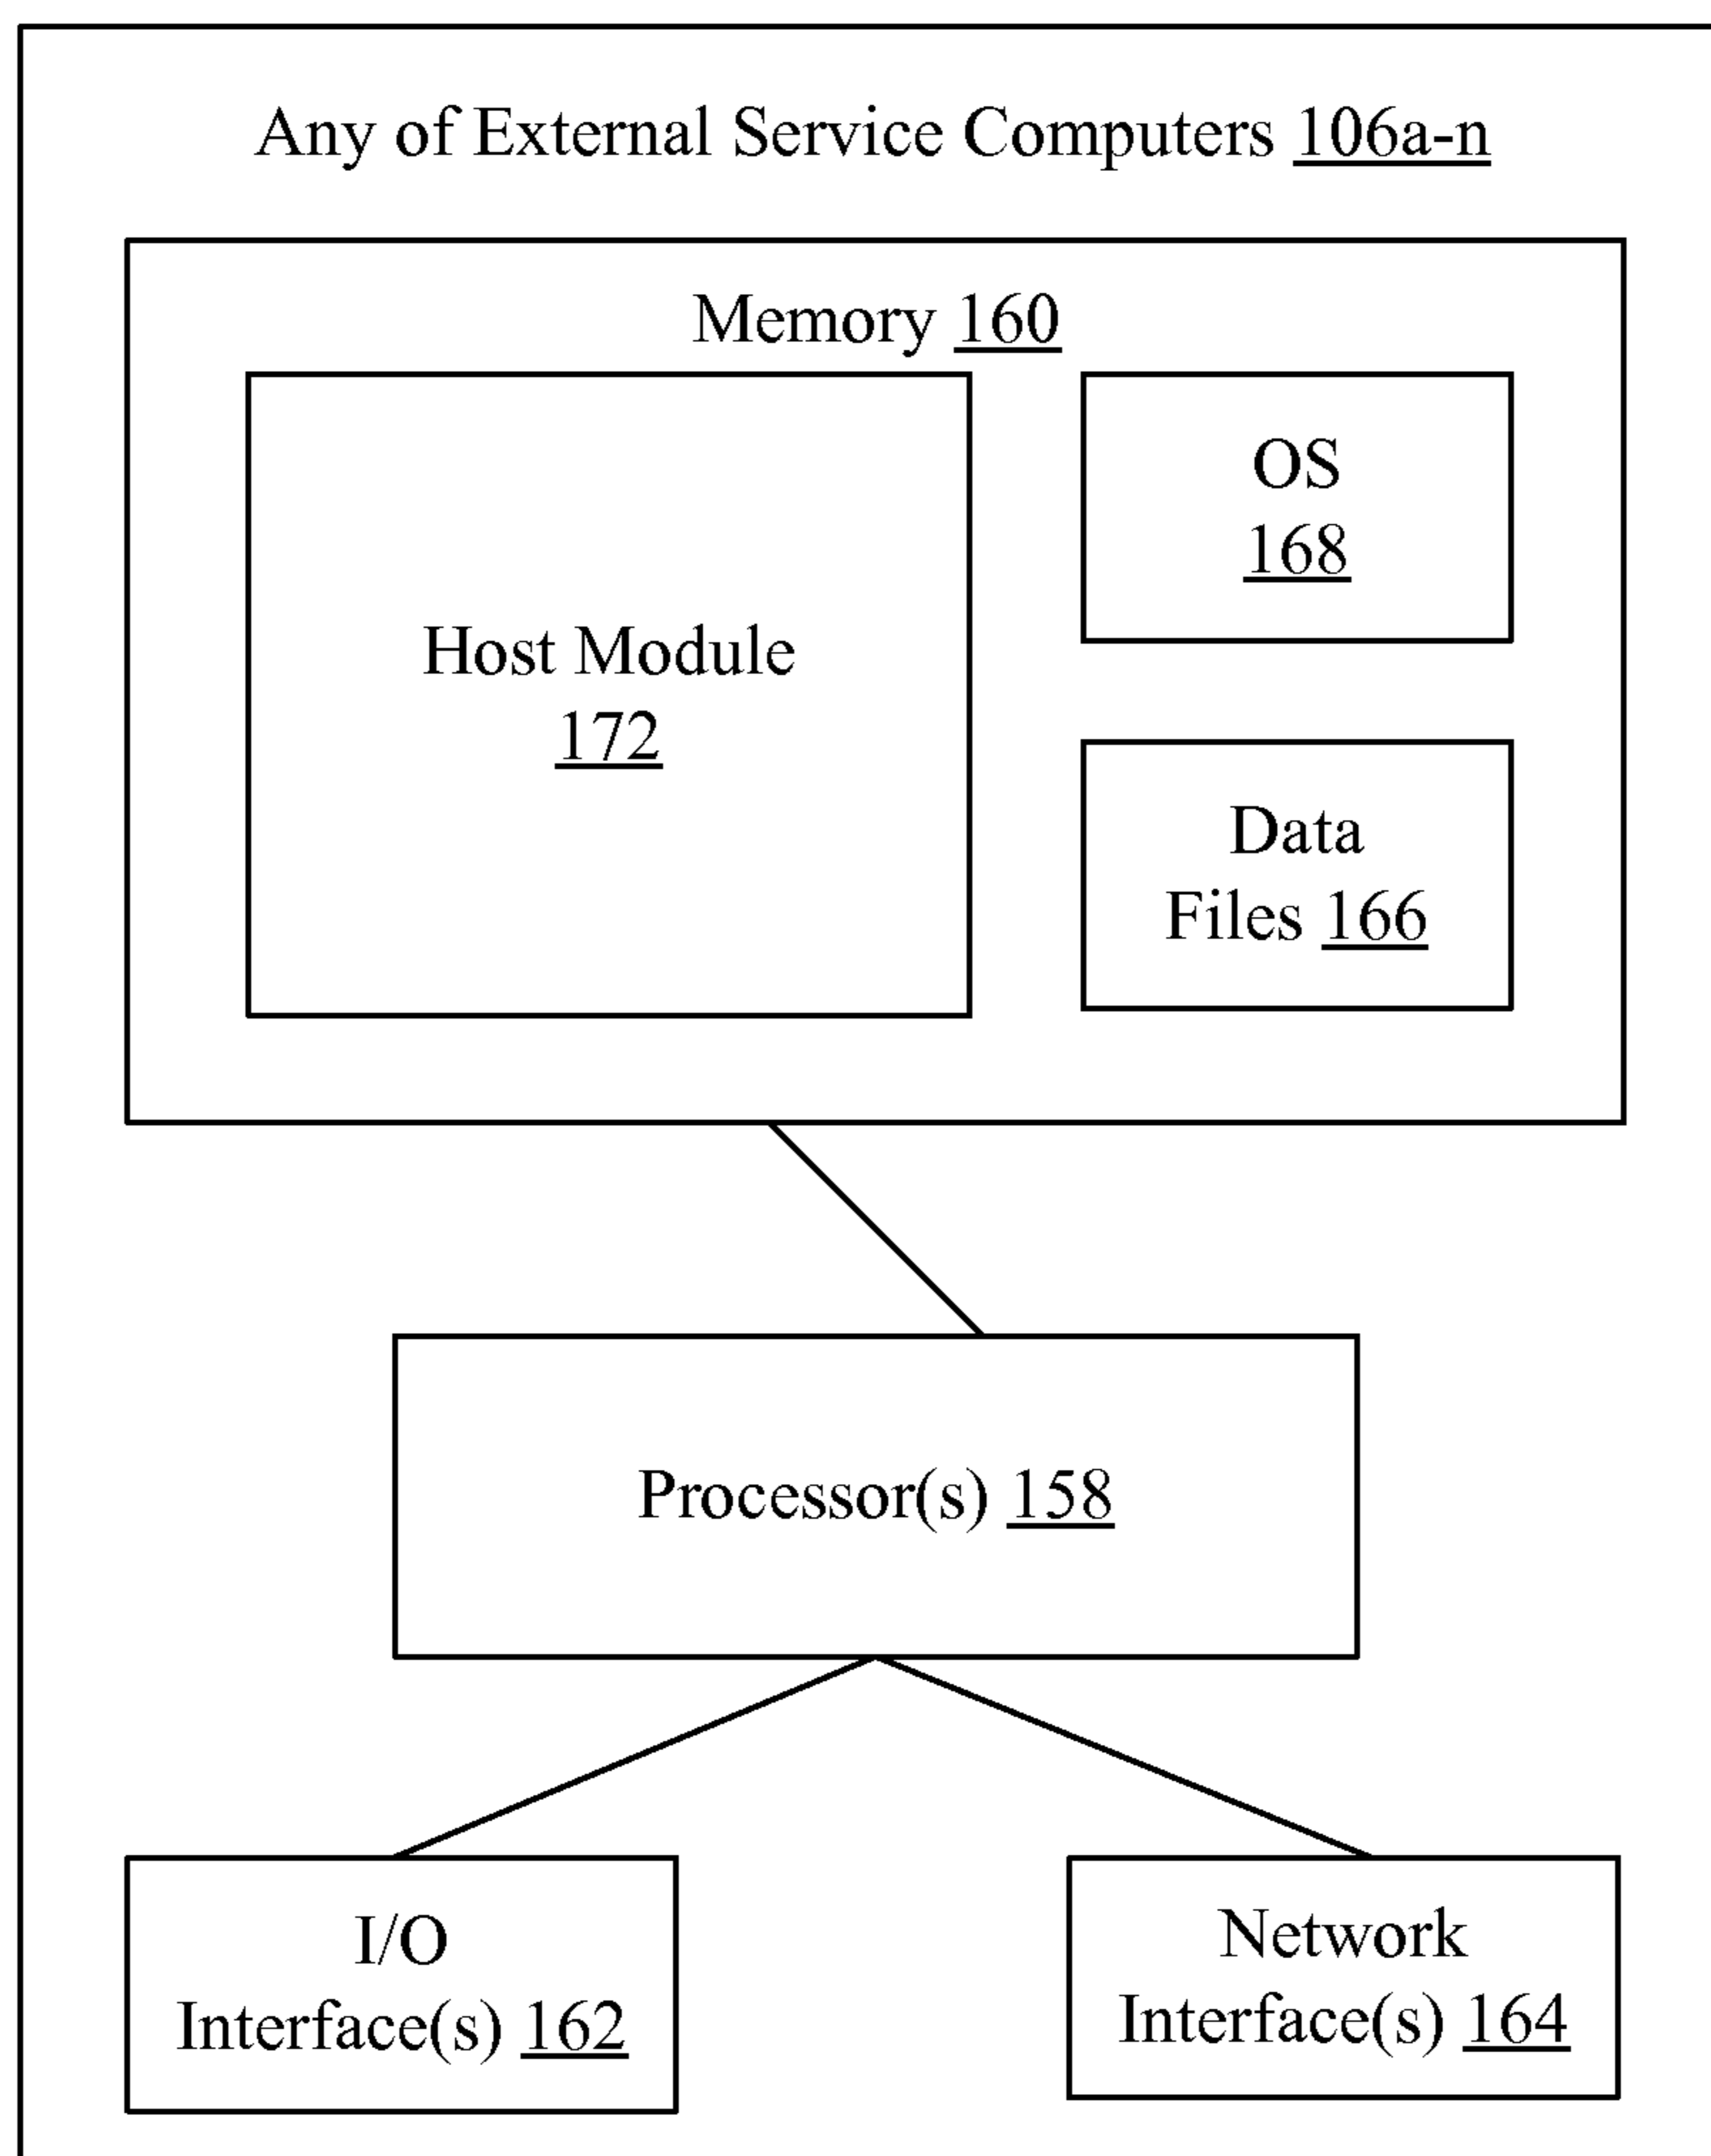 Any of External Service Computers 106a-n
Memory 160
Host Module
172
OS
168
Data
Files 166
Processor(s) 158
I/O
Interface(s) 162
Network
Interface(s) 164